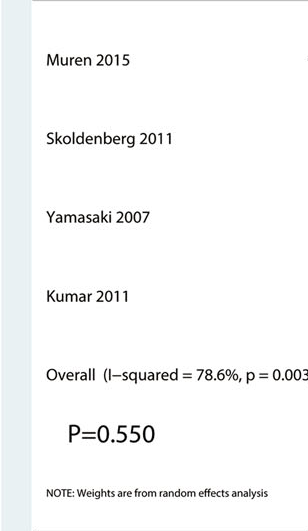 Muren 2015
Skoldenberg 2011
Yamasaki 2007
Kumar 2011
Overall (I−squared = 78.6%, p = 0.003
P=0.550
NOTE: Weights are from random effects analysis